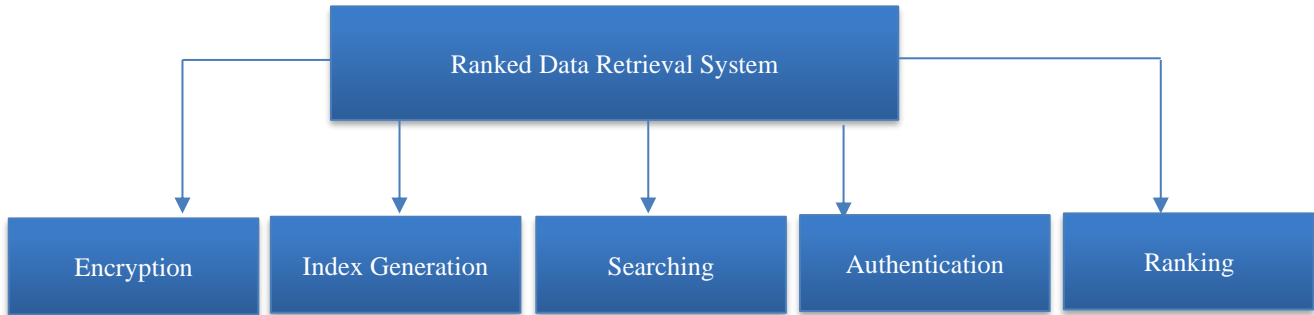 Ranked Data Retrieval System
Encryption
Index Generation
Searching
Authentication
Ranking